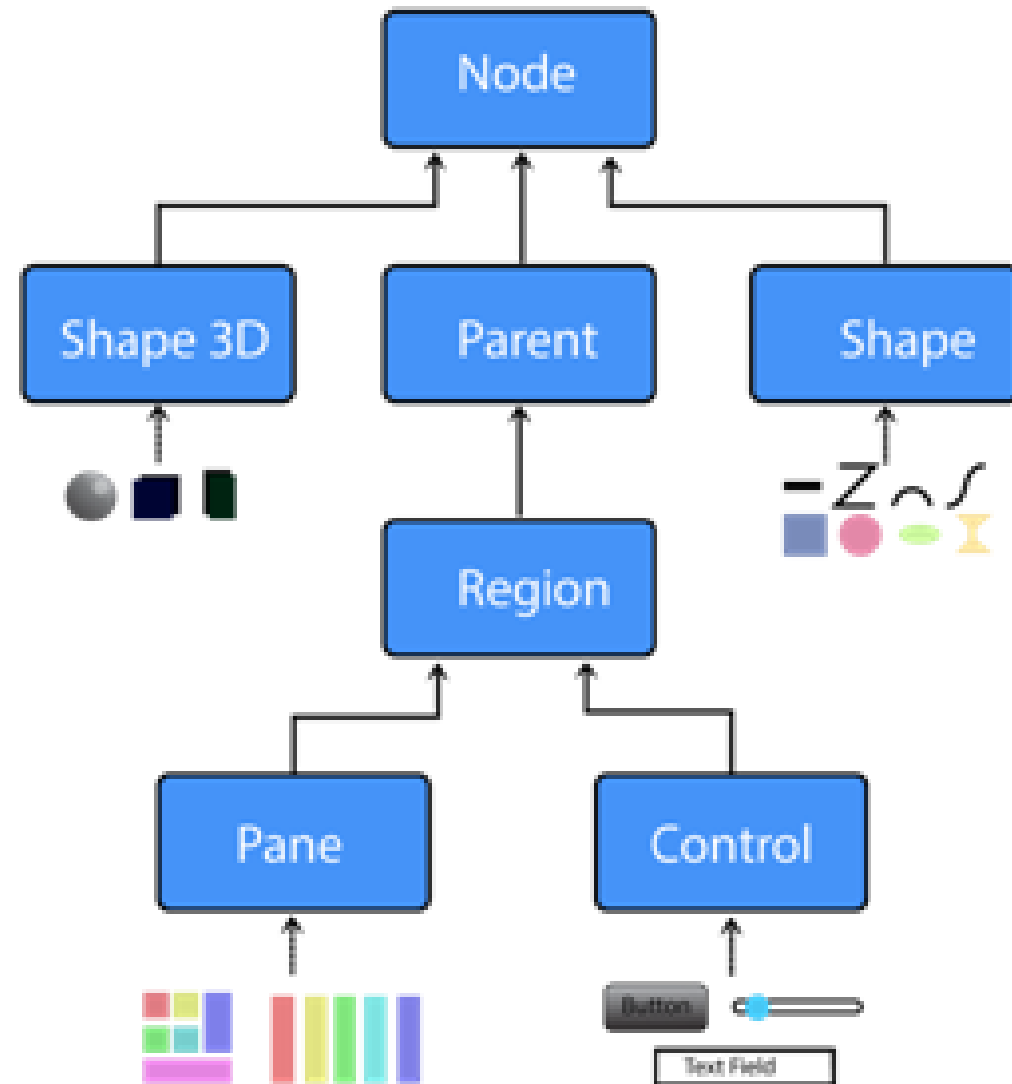 Node
Shape 3D
Parent
Shape
Region
Pane
Control
Button
Text Field